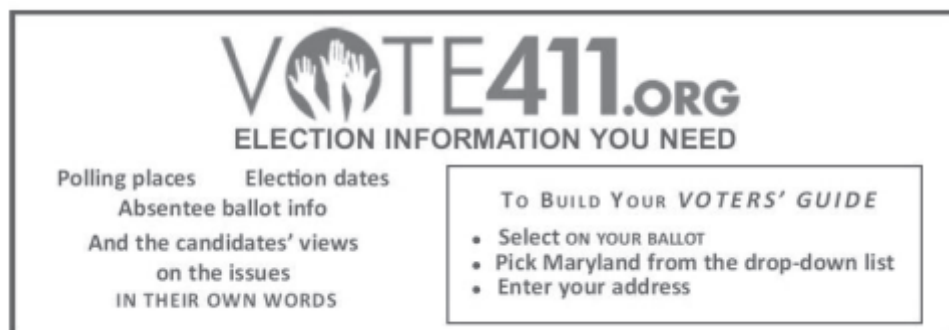 VOTE411.ORG
ELECTION INFORMATION YOU NEED
Polling places Election dates
Absentee ballot info
And the candidates' views
on the issues
IN THEIR OWN WORDS
TO BUILD YOUR VOTERS' GUIDE
• Select ON YOUR BALLOT
• Pick Maryland from the drop-down list
• Enter your address